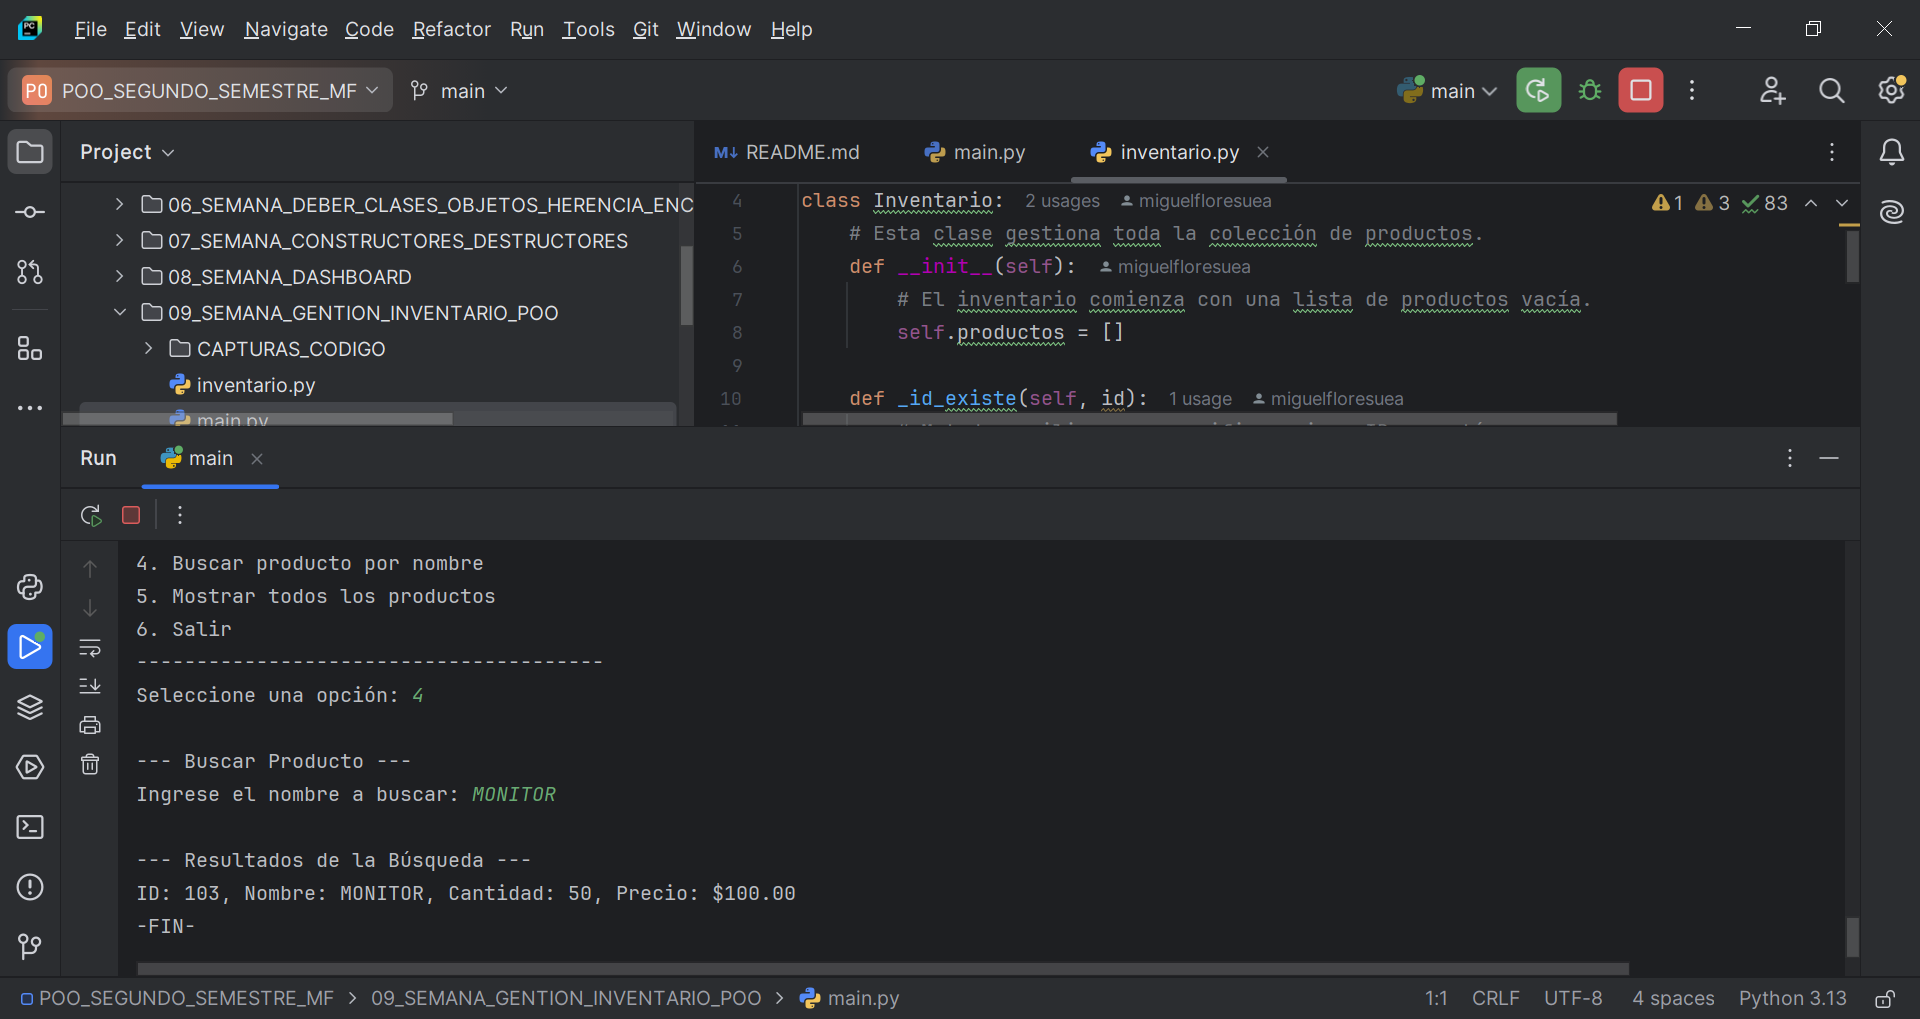 PC
File Edit View Navigate Code Refactor Run Tools Git Window Help
PO POO_SEGUNDO_SEMESTRE_MF main main
Project
06_SEMANA_DEBER_CLASES_OBJETOS_HERENCIA_ENC
07_SEMANA_CONSTRUCTORES_DESTRUCTORES
08_SEMANA_DASHBOARD
09_SEMANA_GENTION_INVENTARIO_POO
CAPTURAS_CODIGO
inventario.py
main.py
M↓ README.md main.py inventario.py
4 class Inventario: 2 usages miguelfloresuea 1 3 83
5 # Esta clase gestiona toda la colección de productos.
6 def __init__(self): miguelfloresuea
7 # El inventario comienza con una lista de productos vacía.
8 self.productos = []
9
10 def _id_existe(self, id): 1 usage miguelfloresuea
Run main
4. Buscar producto por nombre
5. Mostrar todos los productos
6. Salir
---------------------------------------
Seleccione una opción: 4
--- Buscar Producto ---
Ingrese el nombre a buscar: MONITOR
--- Resultados de la Búsqueda ---
ID: 103, Nombre: MONITOR, Cantidad: 50, Precio: $100.00
-FIN-
POO_SEGUNDO_SEMESTRE_MF > 09_SEMANA_GENTION_INVENTARIO_POO > main.py 1:1 CRLF UTF-8 4 spaces Python 3.13